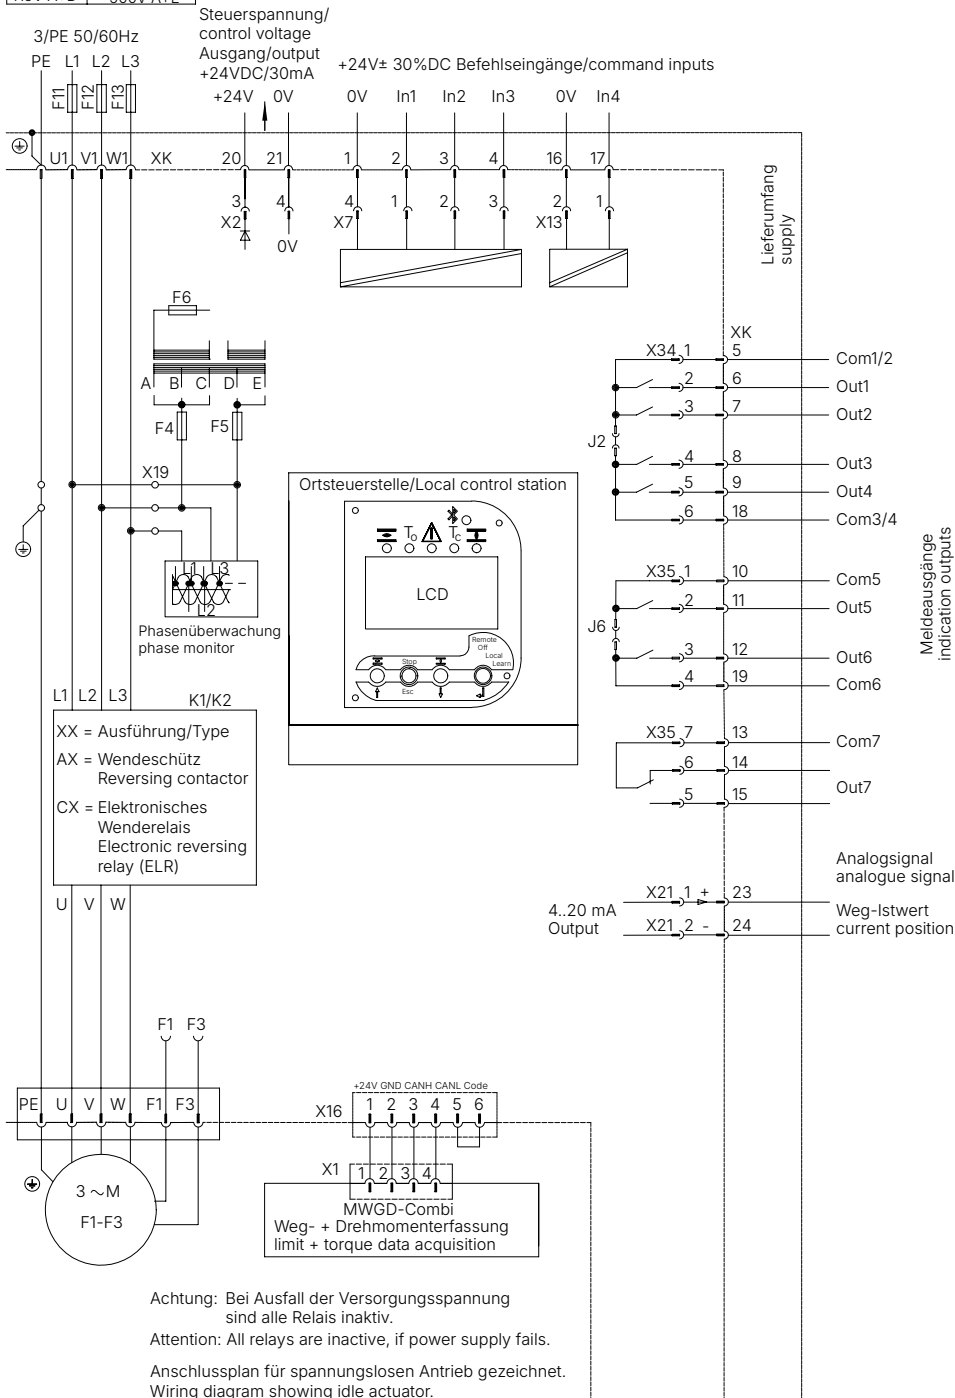 Steuerspannung/
control voltage
Ausgang/output
+24VDC/30mA
3/PE 50/60Hz
+24V± 30%DC Befehlseingänge/command inputs
PE L1 L2 L3
+24V 0V
0V In1 In2 In3
0V In4
F11 F12 F13
U1 V1 W1 XK
20 21
1 2 3 4
16 17
3 4
X2
0V
4 1 2 3
X7
2 1
X13
Lieferumfang
supply
F6
A B C D E
F4 F5
X19
L1 L3
L2
Phasenüberwachung
phase monitor
Ortsteuerstelle/Local control station
To Tc
LCD
Remote
Off
Local
Learn
Stop
Esc
XK
X34 1 5 Com1/2
2 6 Out1
3 7 Out2
J2
4 8 Out3
5 9 Out4
6 18 Com3/4
X35 1 10 Com5
2 11 Out5
J6
3 12 Out6
4 19 Com6
X35 7 13 Com7
6 14
Out7
5 15
Meldeausgänge
indication outputs
L1 L2 L3 K1/K2
XX = Ausführung/Type
AX = Wendeschütz
Reversing contactor
CX = Elektronisches
Wenderelais
Electronic reversing
relay (ELR)
U V W
Analogsignal
analogue signal
4..20 mA
Output
X21 1 + 23
X21 2 - 24
Weg-Istwert
current position
F1 F3
PE U V W F1 F3
3 ~M
F1-F3
+24V GND CANH CANL Code
X16 1 2 3 4 5 6
X1 1 2 3 4
MWGD-Combi
Weg- + Drehmomenterfassung
limit + torque data acquisition
Achtung: Bei Ausfall der Versorgungsspannung
sind alle Relais inaktiv.
Attention: All relays are inactive, if power supply fails.
Anschlussplan für spannungslosen Antrieb gezeichnet.
Wiring diagram showing idle actuator.